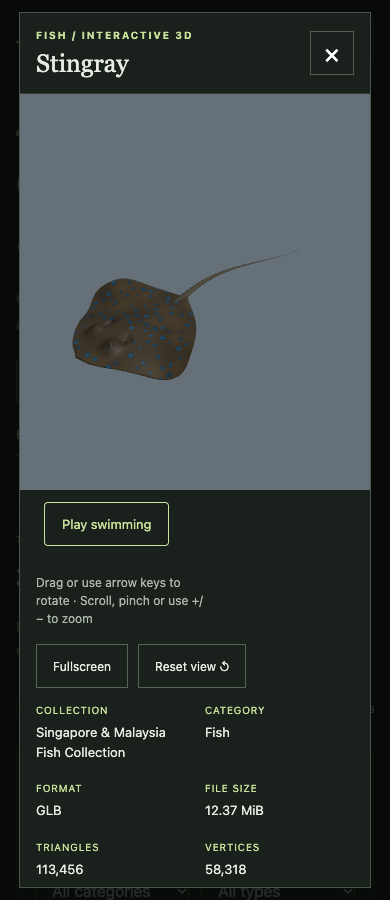 FISH / INTERACTIVE 3D
Stingray
×
Play swimming
Drag or use arrow keys to
rotate · Scroll, pinch or use +/
− to zoom
Fullscreen
Reset view ↺
COLLECTION
Singapore & Malaysia
Fish Collection
CATEGORY
Fish
FORMAT
GLB
FILE SIZE
12.37 MiB
TRIANGLES
113,456
VERTICES
58,318
All categories
All types